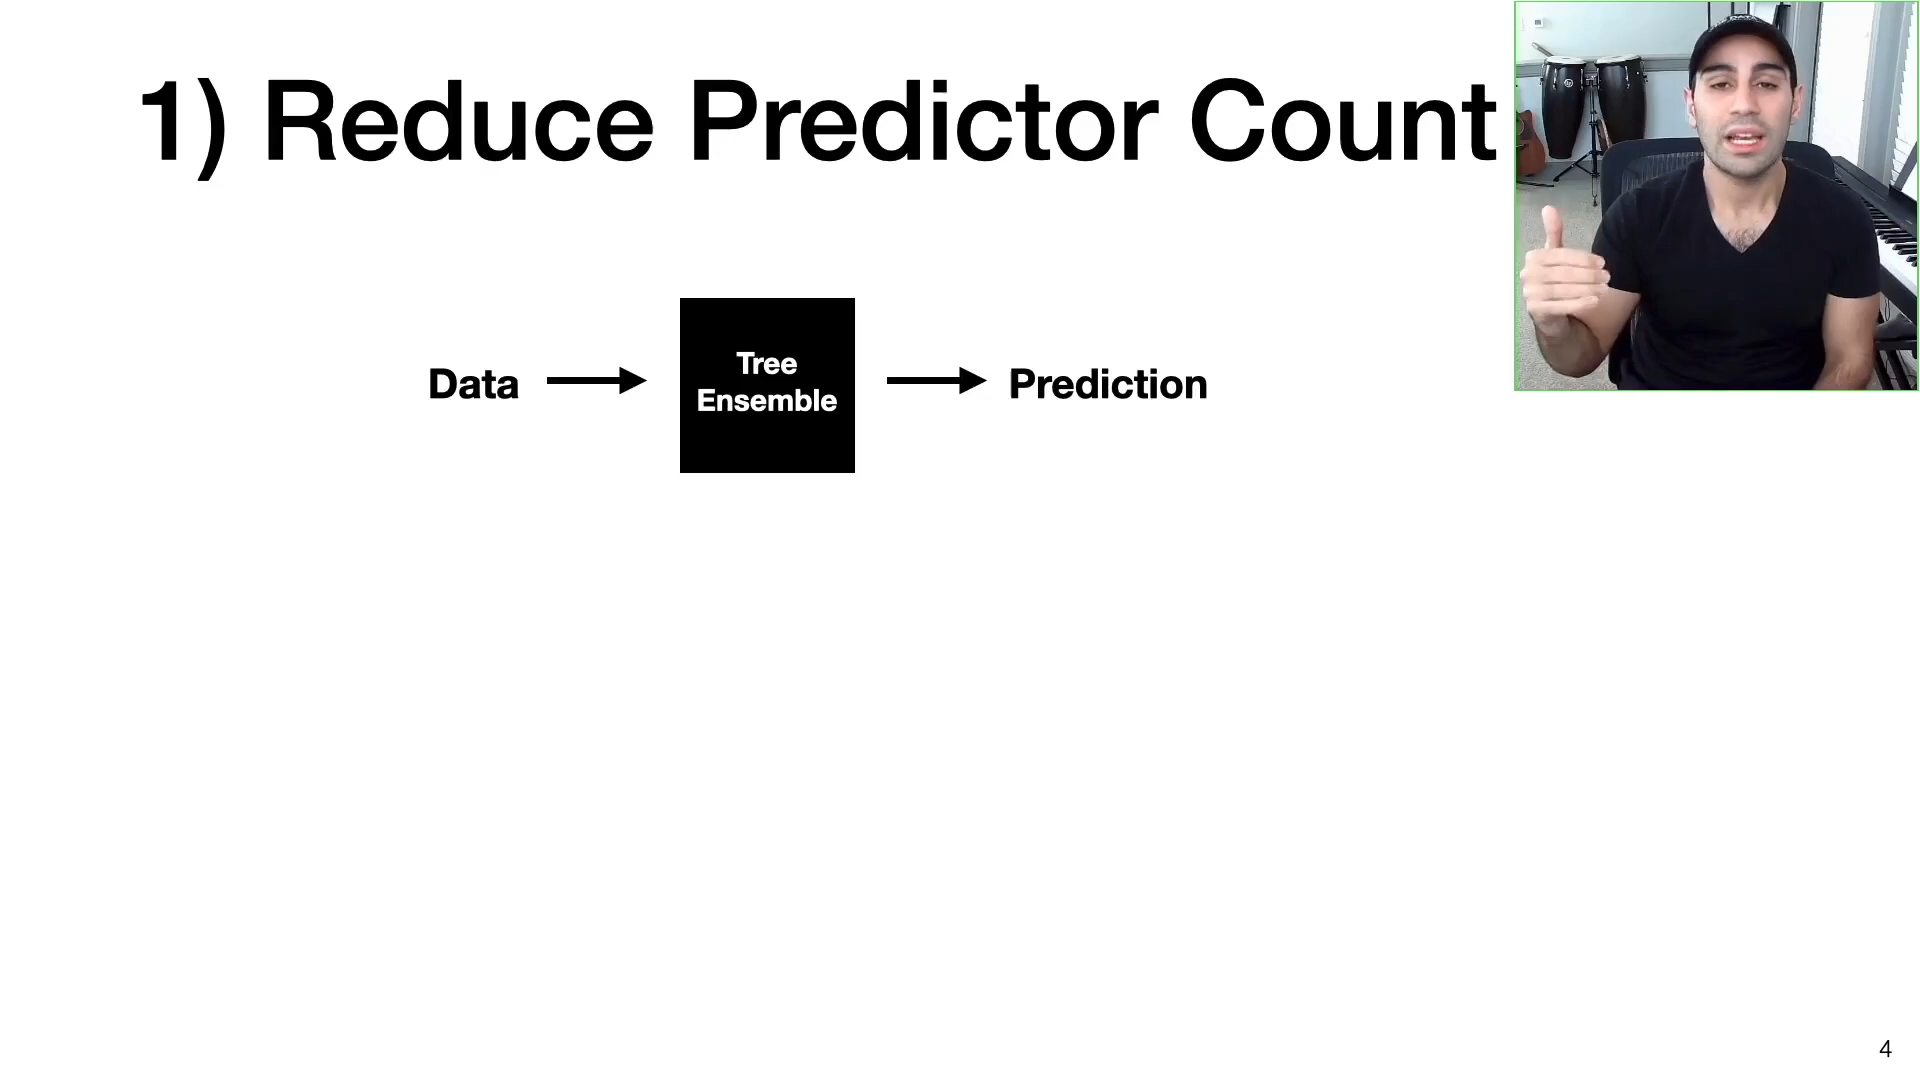 1) Reduce Predictor Count
Data
Tree
Ensemble
Prediction
4